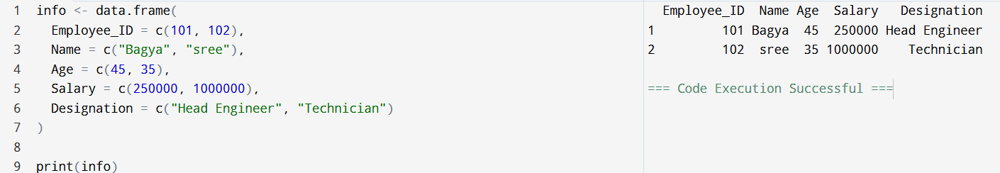 1 info <- data.frame(
2   Employee_ID = c(101, 102),
3   Name = c("Bagya", "sree"),
4   Age = c(45, 35),
5   Salary = c(250000, 1000000),
6   Designation = c("Head Engineer", "Technician")
7 )
8
9 print(info)
  Employee_ID  Name Age  Salary   Designation
1         101 Bagya  45  250000 Head Engineer
2         102  sree  35 1000000    Technician
=== Code Execution Successful ===